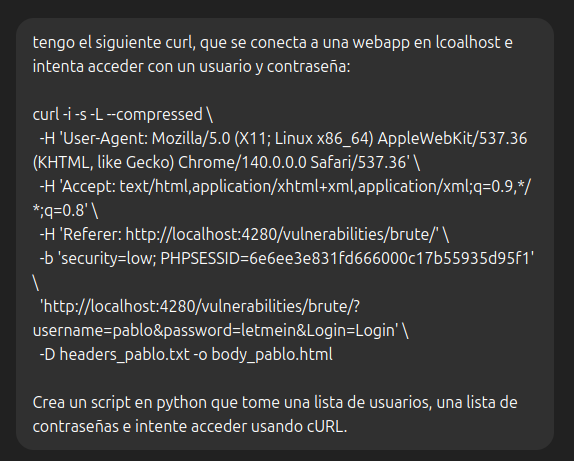 tengo el siguiente curl, que se conecta a una webapp en lcoalhost e
intenta acceder con un usuario y contraseña:
curl -i -s -L --compressed \
-H 'User-Agent: Mozilla/5.0 (X11; Linux x86_64) AppleWebKit/537.36
(KHTML, like Gecko) Chrome/140.0.0.0 Safari/537.36' \
-H 'Accept: text/html,application/xhtml+xml,application/xml;q=0.9,*/
*;q=0.8' \
-H 'Referer: http://localhost:4280/vulnerabilities/brute/' \
-b 'security=low; PHPSESSID=6e6ee3e831fd666000c17b55935d95f1'
\
'http://localhost:4280/vulnerabilities/brute/?
username=pablo&password=letmein&Login=Login' \
-D headers_pablo.txt -o body_pablo.html
Crea un script en python que tome una lista de usuarios, una lista de
contraseñas e intente acceder usando cURL.